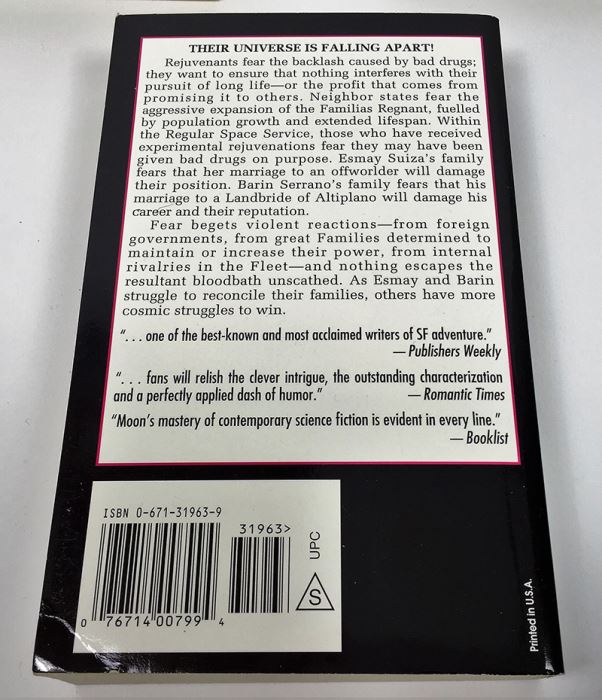 THEIR UNIVERSE IS FALLING APART!
Rejuvenants fear the backlash caused by bad drugs;
they want to ensure that nothing interferes with their
pursuit of long life—or the profit that comes from
promising it to others. Neighbor states fear the
aggressive expansion of the Familias Regnant, fuelled
by population growth and extended lifespan. Within
the Regular Space Service, those who have received
experimental rejuvenations fear they may have been
given bad drugs on purpose. Esmay Suiza's family
fears that her marriage to an offworlder will damage
their position. Barin Serrano's family fears that his
marriage to a Landbride of Altiplano will damage his
career and their reputation.
Fear begets violent reactions—from foreign
governments, from great Families determined to
maintain or increase their power, from internal
rivalries in the Fleet—and nothing escapes the
resultant bloodbath unscathed. As Esmay and Barin
struggle to reconcile their families, others have more
cosmic struggles to win.
". . . one of the best-known and most acclaimed writers of SF adventure."
—Publishers Weekly
". . . fans will relish the clever intrigue, the outstanding characterization
and a perfectly applied dash of humor." —Romantic Times
"Moon's mastery of contemporary science fiction is evident in every line."
—Booklist
ISBN 0-671-31963-9
31963>
UPC
S
0 76714 00799 4
Printed in U.S.A.